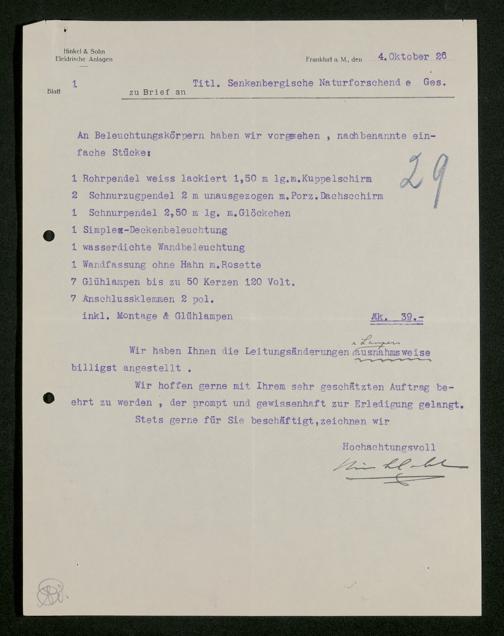 Hinkel & Sohn
Elektrische Anlagen
Frankfurt a. M., den 4.Oktober 26
Blatt 1 zu Brief an Titl. Senkenbergische Naturforschend e Ges.
An Beleuchtungskörpern haben wir vorgesehen , nachbenannte ein-
fache Stücke:
29
1 Rohrpendel weiss lackiert 1,50 m lg.m.Kuppelschirm
2 Schnurzugpendel 2 m unausgezogen m.Porz.Dachschirm
1 Schnurpendel 2,50 m lg. m.Glöckchen
1 Simplex-Deckenbeleuchtung
1 wasserdichte Wandbeleuchtung
1 Wandfassung ohne Hahn m.Rosette
7 Glühlampen bis zu 50 Kerzen 120 Volt.
7 Anschlussklemmen 2 pol.
inkl. Montage & Glühlampen Mk. 39.-
Wir haben Ihnen die Leitungsänderungen ausnahmsweise
billigst angestellt .
Wir hoffen gerne mit Ihrem sehr geschätzten Auftrag be-
ehrt zu werden , der prompt und gewissenhaft zur Erledigung gelangt.
Stets gerne für Sie beschäftigt,zeichnen wir
Hochachtungsvoll